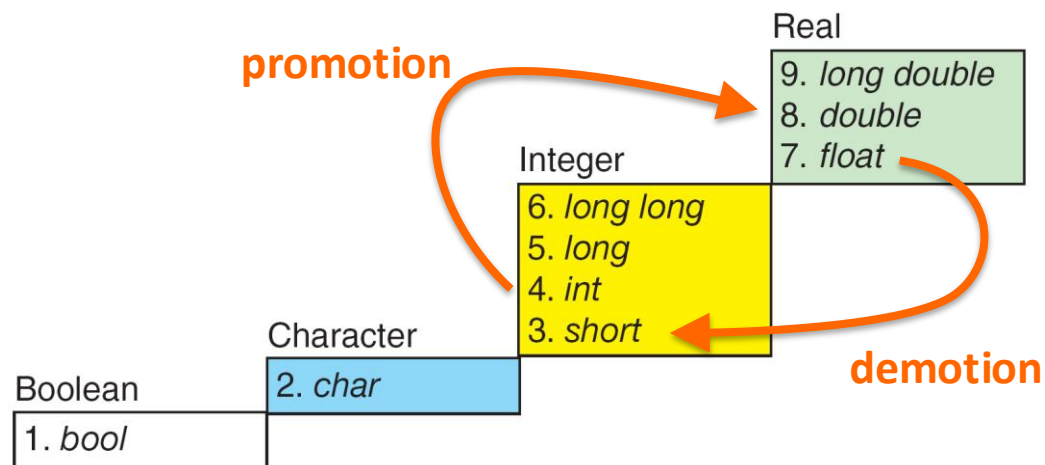 Real
promotion
9. long double
8. double
7. float
Integer
6. long long
5. long
4. int
3. short
demotion
Character
2. char
Boolean
1. bool